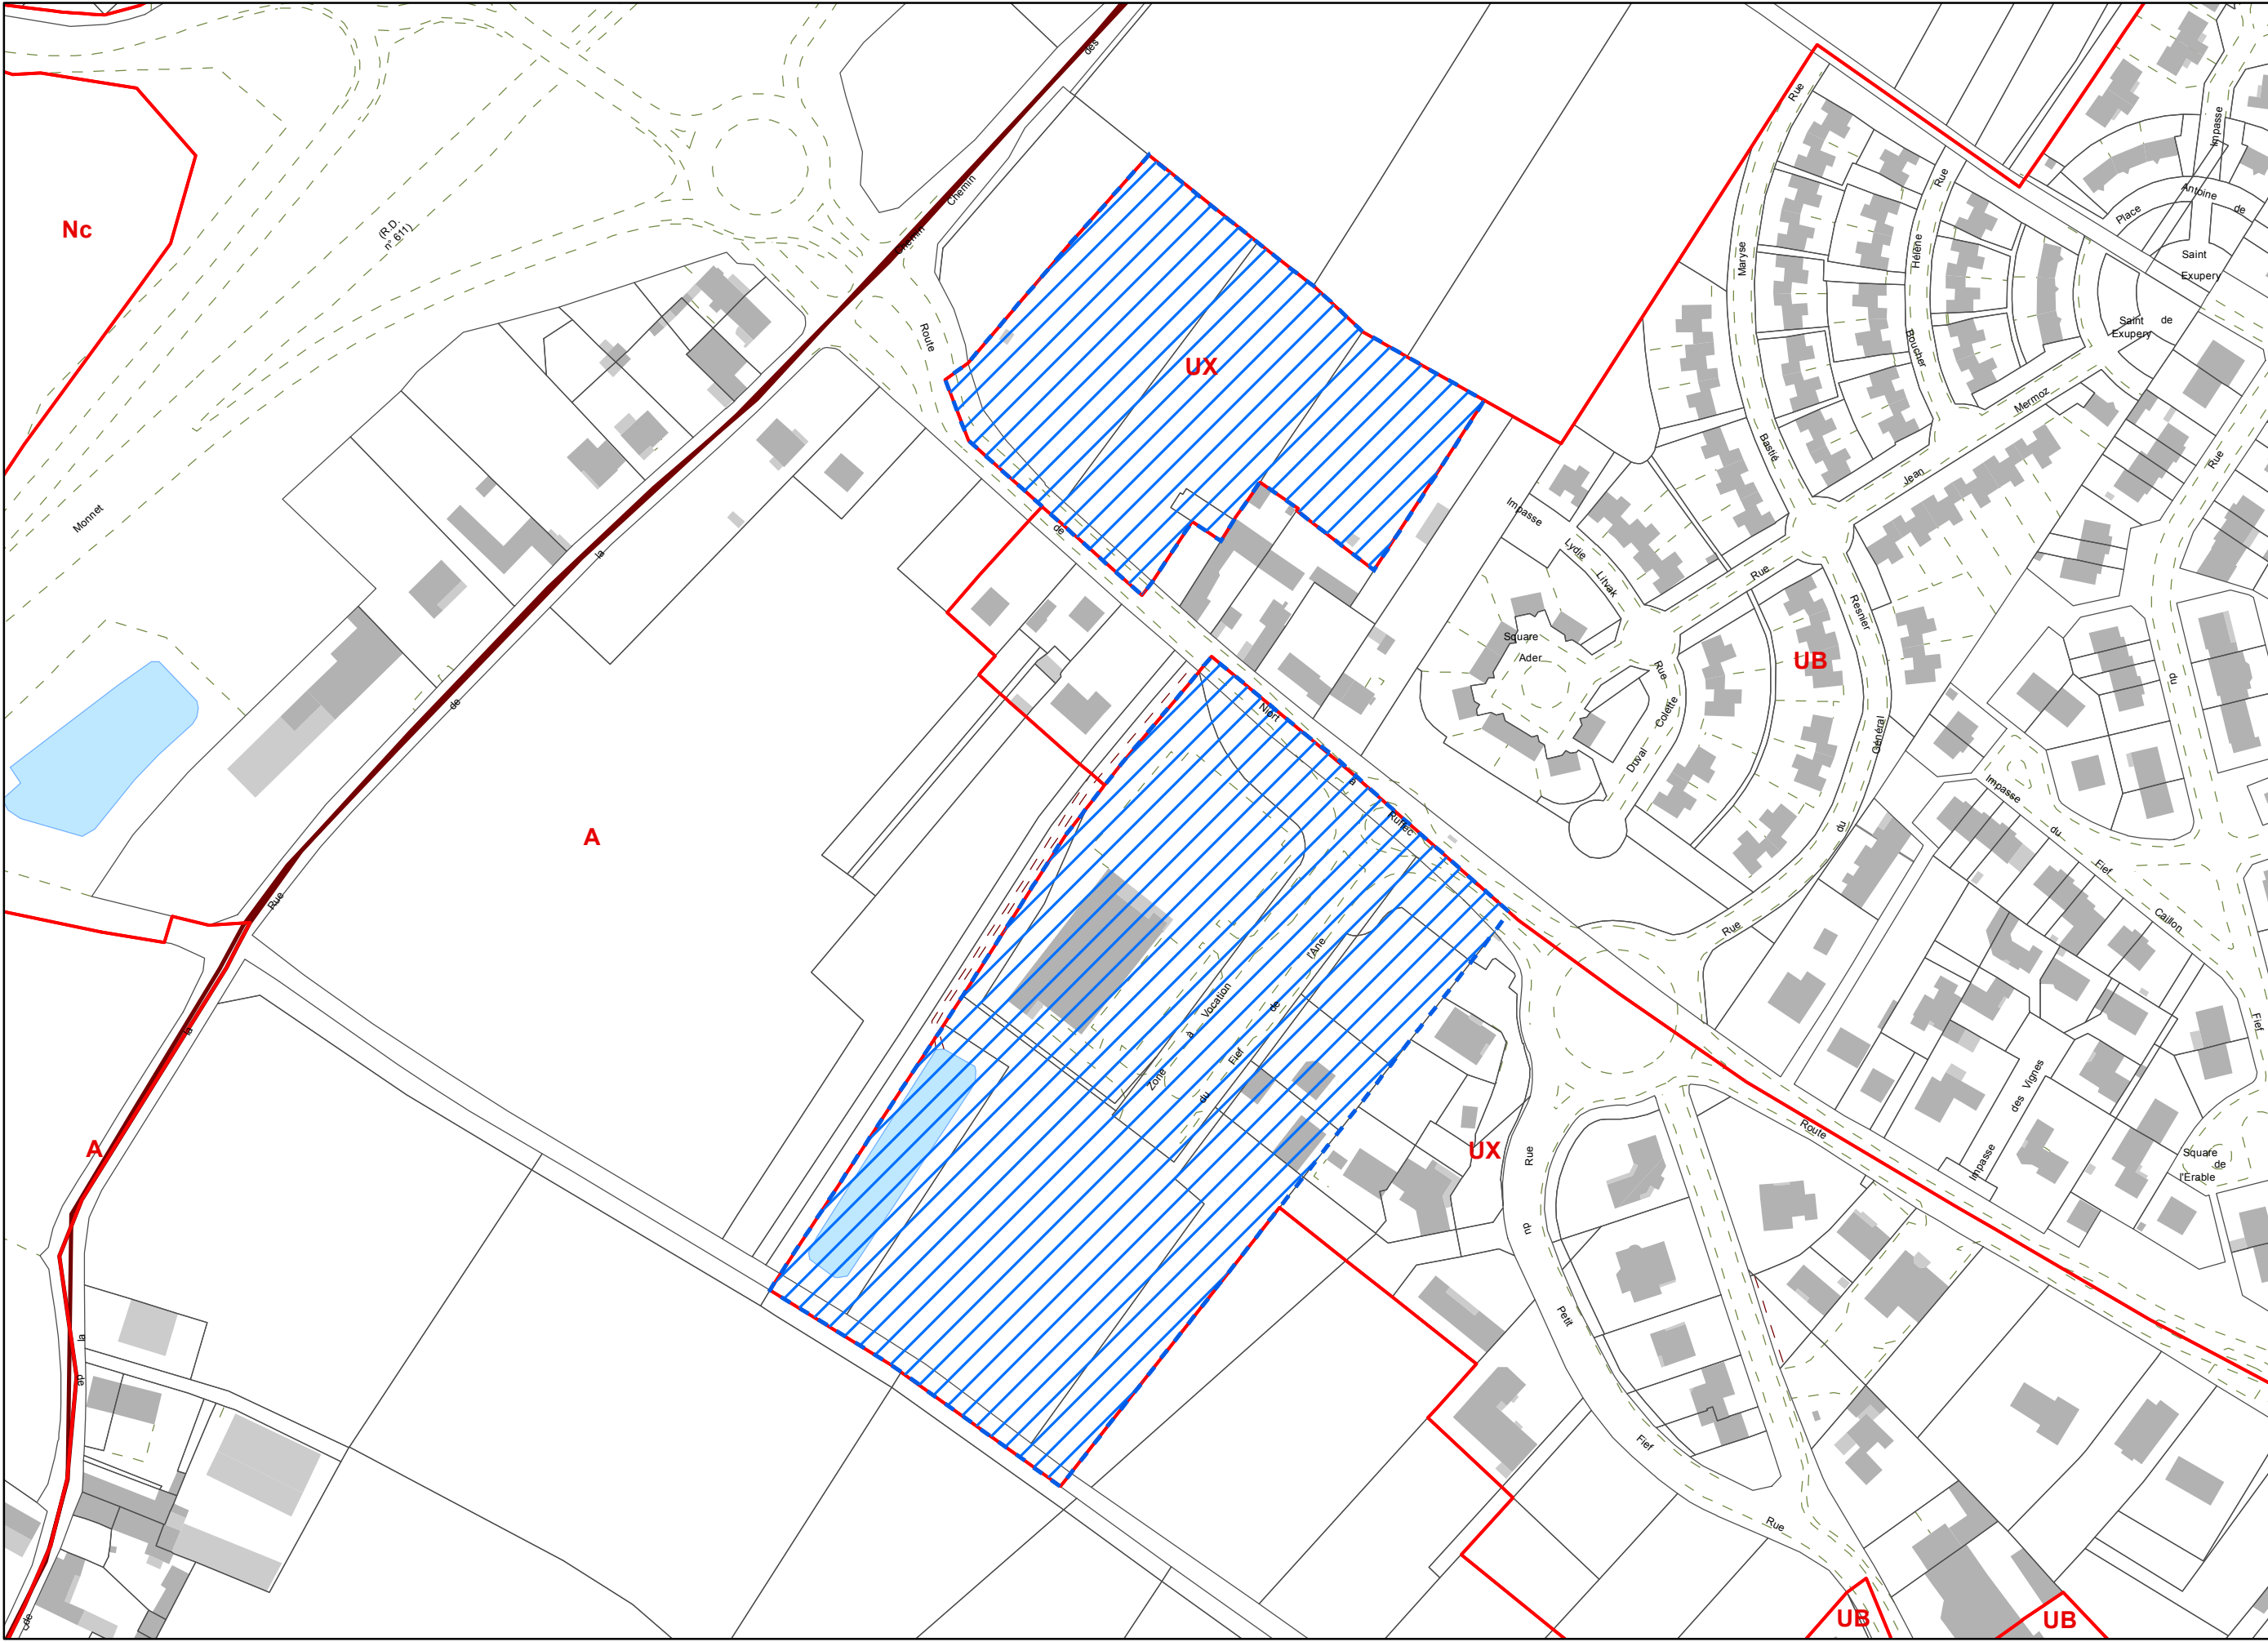 des
Rue
Impasse
Chemin
Antoine
de
Place
Rue
Nc
(R.D.
n° 611)
Chemin
Maryse
Hélène
Saint
Exupery
Saint
de
Exupery
Route
Boucher
UX
Mermoz
Bastié
Rue
Jean
Monnet
Impasse
de
la
Lydie
Litvak
Rue
Resnier
Square
Ader
UB
Rue
du
de
Niort
Colette
Général
Duval
à
Impasse
Ruffec
du
A
du
Fief
Rue
Caillon
Rue
l'Ane
Vocation
de
Fief
la
à
Fief
Zone
des
Vignes
du
A
Route
UX
Rue
Impasse
Square
de
l'Erable
du
Petit
la
de
Fief
Rue
de
UB
UB